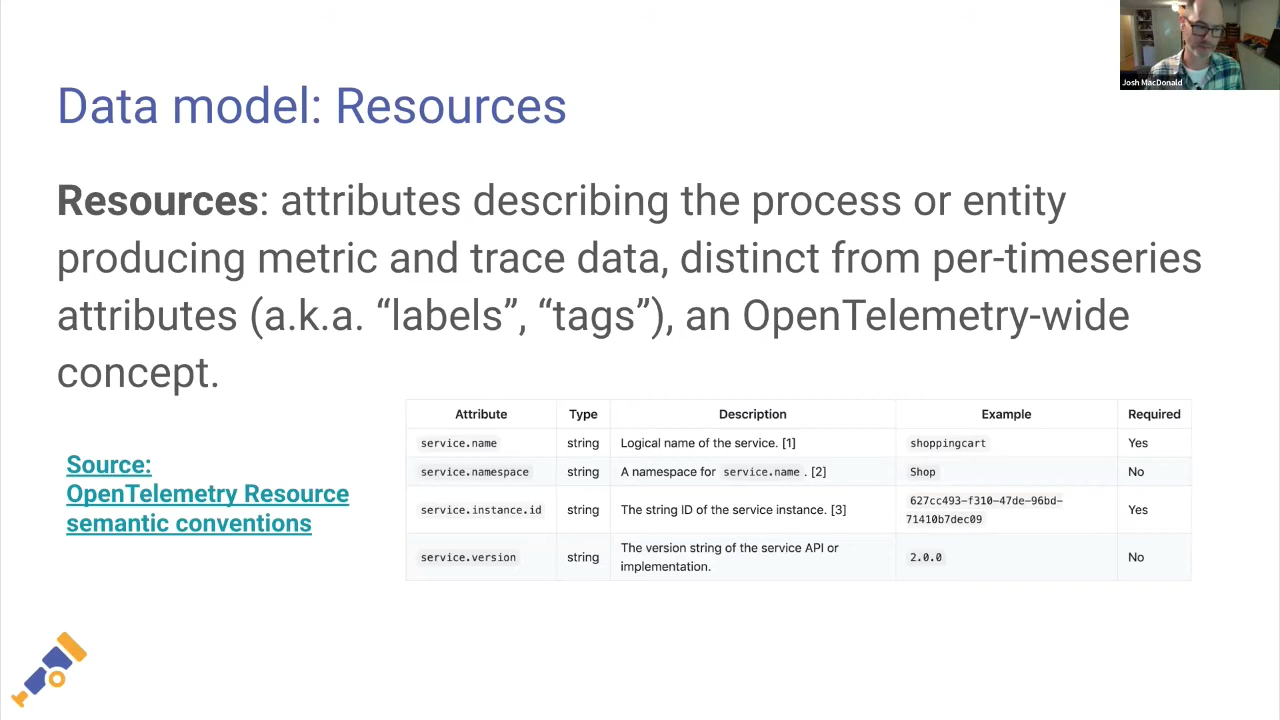 Josh MacDonald
Data model: Resources
Resources: attributes describing the process or entity
producing metric and trace data, distinct from per-timeseries
attributes (a.k.a. “labels”, “tags”), an OpenTelemetry-wide
concept.
Source:
OpenTelemetry Resource
semantic conventions
Attribute Type Description Example Required
service.name string Logical name of the service. [1] shoppingcart Yes
service.namespace string A namespace for service.name . [2] Shop No
service.instance.id string The string ID of the service instance. [3] 627cc493-f310-47de-96bd-
71410b7dec09 Yes
service.version string The version string of the service API or
implementation. 2.0.0 No